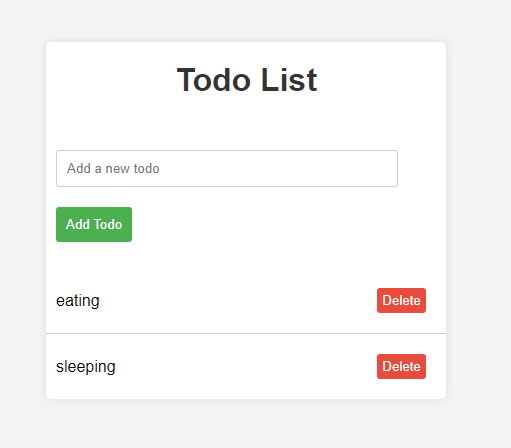 Todo List
Add a new todo
Add Todo
eating Delete
sleeping Delete